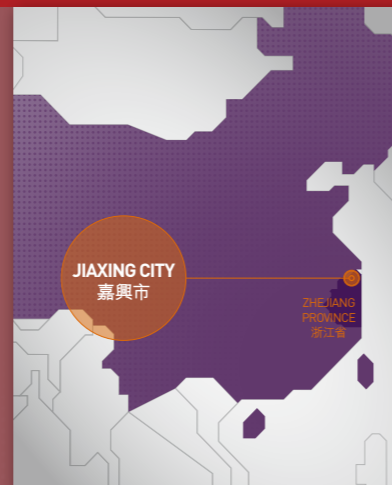 JIAXING CITY
嘉興市
ZHEJIANG
PROVINCE
浙江省